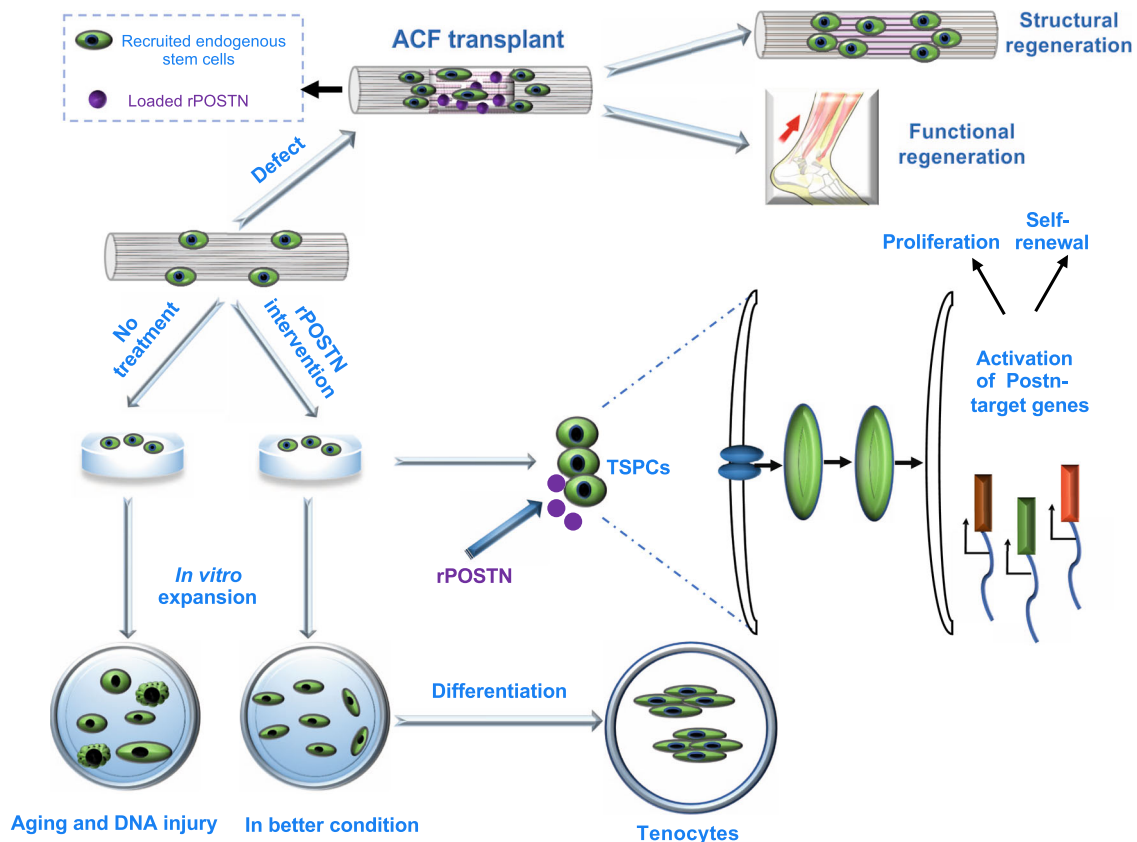 Recruited endogenous
stem cells
Loaded rPOSTN
ACF transplant
Structural
regeneration
Functional
regeneration
Defect
No
treatment
rPOSTN
intervention
Proliferation
Self-
renewal
Activation
of Postn-
target genes
TSPCs
rPOSTN
In vitro
expansion
Differentiation
Aging and DNA injury
In better condition
Tenocytes